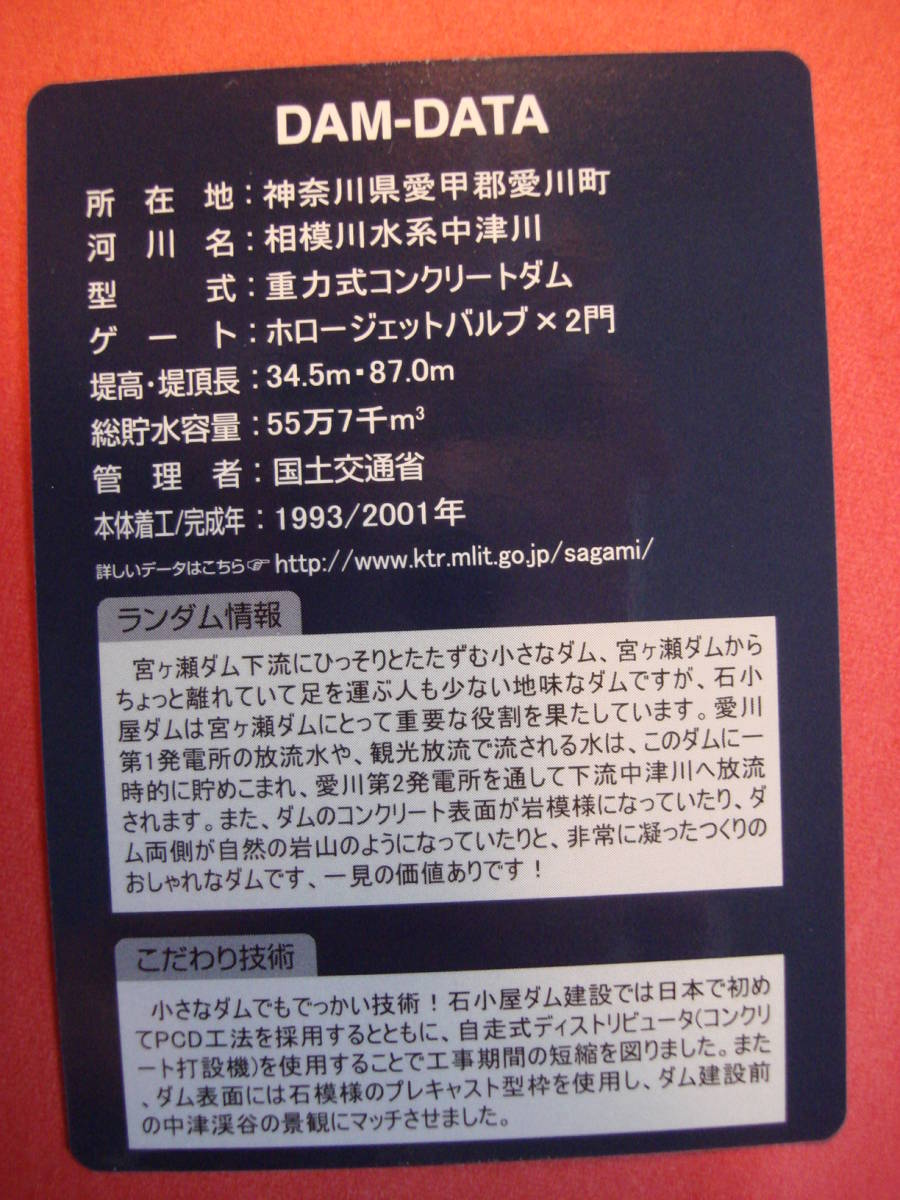 DAM-DATA
所在地：神奈川県愛甲郡愛川町
河川名：相模川水系中津川
型式：重力式コンクリートダム
ゲート：ホロージェットバルブ×2門
堤高・堤頂長：34.5m・87.0m
総貯水容量：55万7千m³
管理者：国土交通省
本体着工/完成年：1993/2001年
詳しいデータはこちら☞http://www.ktr.mlit.go.jp/sagami/
ランダム情報
宮ヶ瀬ダム下流にひっそりとたたずむ小さなダム、宮ヶ瀬ダムから
ちょっと離れていて足を運ぶ人も少ない地味なダムですが、石小
屋ダムは宮ヶ瀬ダムにとって重要な役割を果たしています。愛川
第1発電所の放流水や、観光放流で流される水は、このダムに一
時的に貯めこまれ、愛川第2発電所を通して下流中津川へ放流
されます。また、ダムのコンクリート表面が岩模様になっていたり、ダ
ム両側が自然の岩山のようになっていたりと、非常に凝ったつくりの
おしゃれなダムです、一見の価値ありです！
こだわり技術
小さなダムでもでっかい技術！石小屋ダム建設では日本で初め
てPCD工法を採用するとともに、自走式ディストリビュータ(コンクリ
ート打設機)を使用することで工事期間の短縮を図りました。また
、ダム表面には石模様のプレキャスト型枠を使用し、ダム建設前
の中津渓谷の景観にマッチさせました。